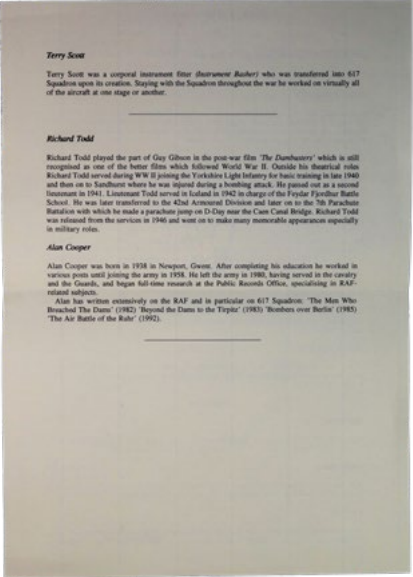 Terry Scott
Terry Scott was a corporal instrument fitter (Instrument Basher) who was transferred into 617
Squadron upon its creation. Staying with the Squadron throughout the war he worked on virtually all
of the aircraft at one stage or another.
Richard Todd
Richard Todd played the part of Guy Gibson in the post-war film 'The Dambusters' which is still
recognised as one of the better films which followed World War II. Outside his theatrical roles
Richard Todd served during WW II joining the Yorkshire Light Infantry for basic training in late 1940
and then on to Sandhurst where he was injured during a bombing attack. He passed out as a second
lieutenant in 1941. Lieutenant Todd served in Iceland in 1942 in charge of the Feydar Fjordhur Battle
School. He was later transferred to the 42nd Armoured Division and later on to the 7th Parachute
Battalion with which he made a parachute jump on D-Day near the Caen Canal Bridge. Richard Todd
was released from the services in 1946 and went on to make many memorable appearances especially
in military roles.
Alan Cooper
Alan Cooper was born in 1938 in Newport, Gwent. After completing his education he worked in
various posts until joining the army in 1958. He left the army in 1980, having served in the cavalry
and the Guards, and began full-time research at the Public Records Office, specialising in RAF-
related subjects.
Alan has written extensively on the RAF and in particular on 617 Squadron: 'The Men Who
Breached The Dams' (1982) 'Beyond the Dams to the Tirpitz' (1983) 'Bombers over Berlin' (1985)
'The Air Battle of the Ruhr' (1992).